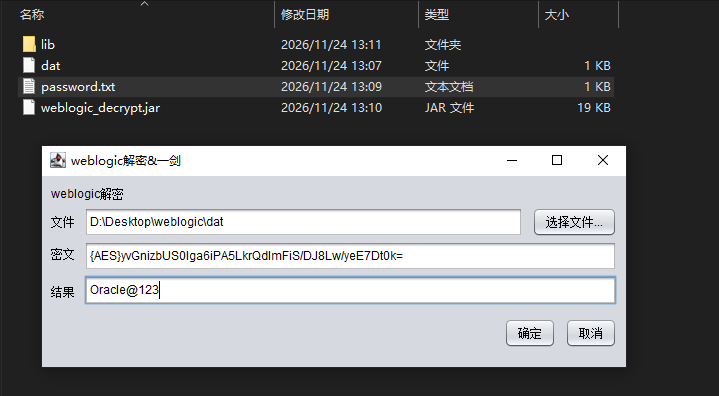 名称 修改日期 类型 大小
lib 2026/11/24 13:11 文件夹
dat 2026/11/24 13:07 文件 1 KB
password.txt 2026/11/24 13:09 文本文档 1 KB
weblogic_decrypt.jar 2026/11/24 13:10 JAR 文件 19 KB
weblogic解密&一剑
weblogic解密
文件 D:\Desktop\weblogic\dat 选择文件...
密文 {AES}yvGnizbUS0lga6iPA5LkrQdImFiS/DJ8Lw/yeE7Dt0k=
结果 Oracle@123
确定 取消